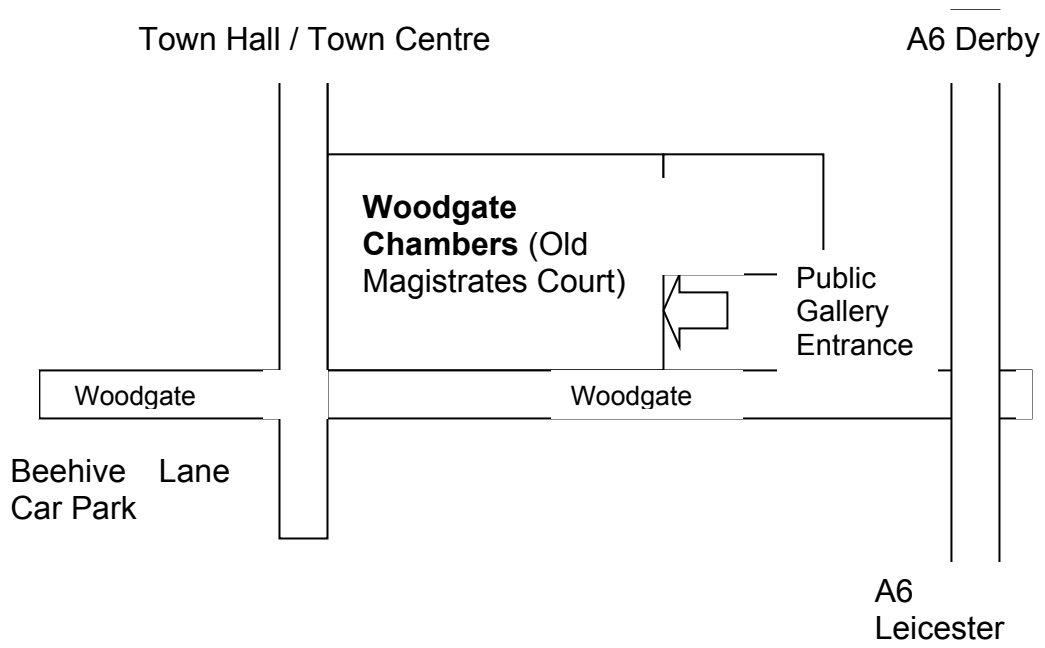 Town Hall / Town Centre
A6 Derby
Woodgate
Chambers (Old
Magistrates Court)
Public
Gallery
Entrance
Woodgate
Woodgate
Beehive Lane
Car Park
A6
Leicester